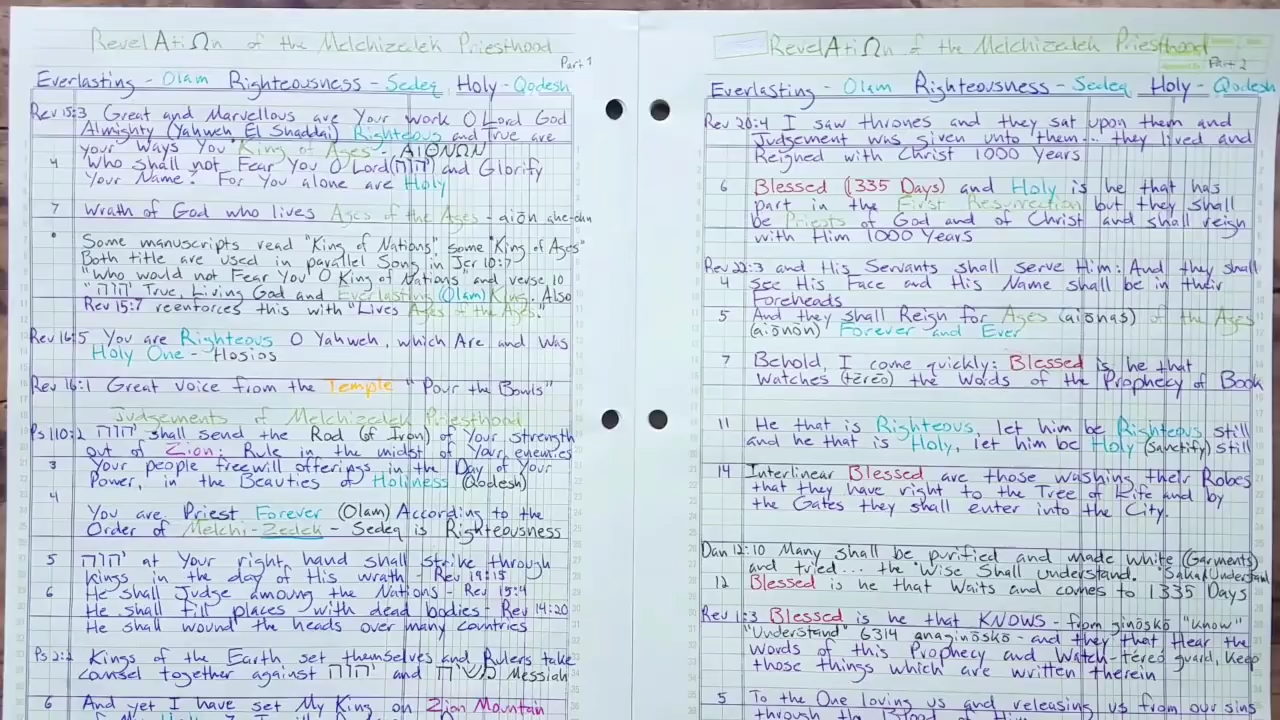 RevelAtiΩn of the Melchizedek Priesthood
Part 1
Everlasting - Olam Righteousness - Sedeq Holy - Qodesh
Rev 15:3 Great and Marvellous are Your work O Lord God
Almighty (Yahweh El Shaddai) Righteous and True are
your Ways You "King of Ages - ΑΙΩΝΩΝ
4 Who shall not Fear You O Lord (יהוה) and Glorify
Your Name? For You alone are Holy
7 Wrath of God who lives Ages of the Ages - aiōn ahe-ohn
Some manuscripts read "King of Nations", some "King of Ages"
Both title are used in parallel Song in Jer 10:7
"Who would not Fear You O King of Nations" and verse 10
"יהוה True, Living God and Everlasting (Olam) King. Also
Rev 15:7 reenforces this with "Lives Ages of the Ages."
Rev 16:5 You are Righteous O Yahweh, which Are and Was
Holy One - Hosios
Rev 16:1 Great voice from the Temple "Pour the Bowls"
Judgements of Melchizedek Priesthood
Ps 110:2 יהוה shall send the Rod (of Iron) of Your strength
out of Zion: Rule in the midst of Your enemies
3 Your people freewill offerings in the Day of Your
Power, in the Beauties of Holiness (Qodesh)
4
You are Priest Forever (Olam) According to the
Order of Melchi-Zedek - Sedeq is Righteousness
5 יהוה at Your right hand shall strike through
Kings in the day of His wrath - Rev 19:15
6 He shall Judge amoung the Nations - Rev 15:4
He shall fill places with dead bodies - Rev 14:20
He shall wound the heads over many countries
Ps 2:2 Kings of the Earth set themselves and Rulers take
counsel together against יהוה and Messiah
6 And yet I have set My King on Zion Mountain
RevelAtiΩn of the Melchizedek Priesthood
Part 2
Everlasting - Olam Righteousness - Sedeq Holy - Qodesh
Rev 20:4 I saw thrones and they sat upon them and
Judgement was given unto them... they lived and
Reigned with Christ 1000 Years
6 Blessed (1335 Days) and Holy is he that has
part in the First Resurrection but they shall
be Priests of God and of Christ and shall reign
with Him 1000 Years
Rev 22:3 and His Servants shall serve Him: And they shall
4 see His Face and His Name shall be in their
Foreheads
5 And they shall Reign for Ages (aiōnas) of the Ages
(aiōnōn) Forever and Ever
7 Behold, I come quickly: Blessed is he that
Watches (tēreō) the Words of the Prophecy of Book
11 He that is Righteous, let him be Righteous still
and he that is Holy, let him be Holy (Sanctity) still
14 Interlinear Blessed are those washing their Robes
that they have right to the Tree of Life and by
the Gates they shall enter into the City.
Dan 12:10 Many shall be purified and made white (Garments)
and tried... the Wise Shall understand. Sakal Understand
12 Blessed is he that Waits and comes to 1335 Days
Rev 1:3 Blessed is he that KNOWS - from ginōskō "Know"
"Understand" 6314 anaginōskō - and they that Hear the
words of this Prophecy and Watch - tēreō guard, keep
those things which are written therein
5 To the One loving us and releasing us from our sins
through the Blood of